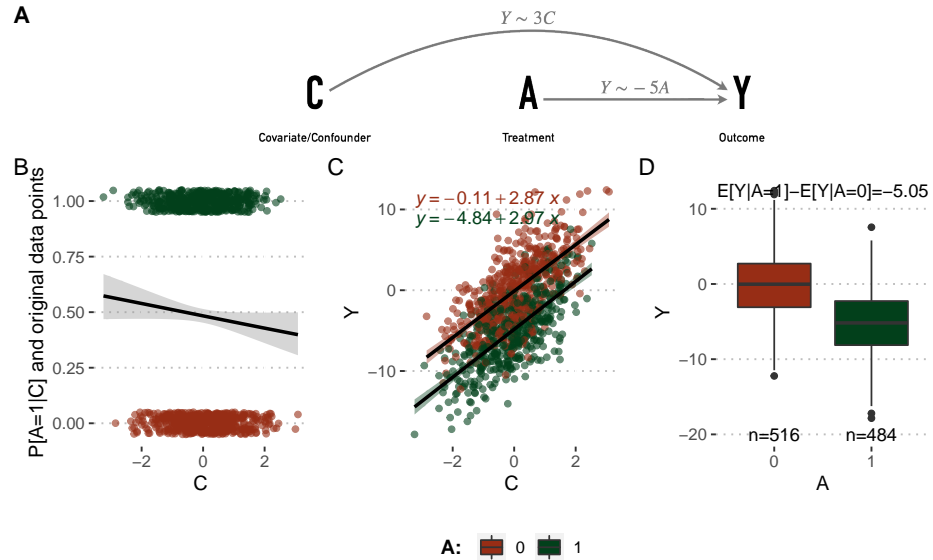 A
Y ∼ 3C
C
A
Y ∼ −5A
Y
Covariate/Confounder
Treatment
Outcome
B
P[A=1|C] and original data points
1.00
0.75
0.50
0.25
0.00
−2
0
2
C
C
y = −0.11 + 2.87 x
y = −4.84 + 2.97 x
Y
10
0
−10
−2
0
2
C
D
E[Y|A=1]−E[Y|A=0]=−5.05
Y
10
0
−10
−20
n=516
n=484
0
1
A
A:
0
1